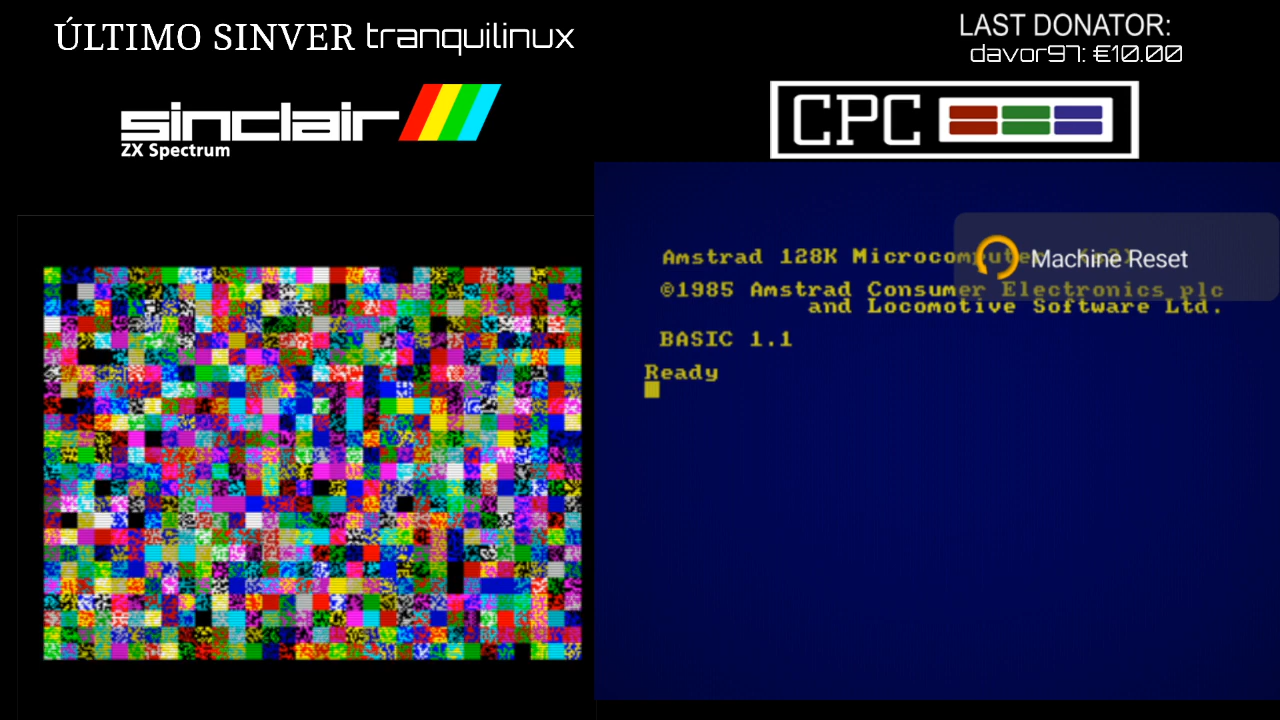 ÚLTIMO SINVER tranquilinux
LAST DONATOR:
davor97: €10.00
sinclair
ZX Spectrum
CPC
Amstrad 128K
Machine Reset
©1985 Amstrad Consumer Electronics plc
and Locomotive Software Ltd.
BASIC 1.1
Ready